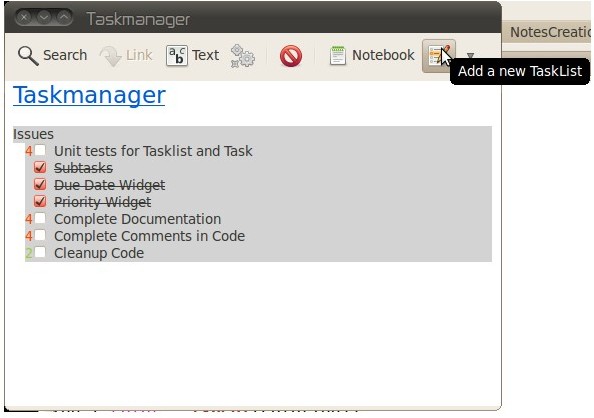 Taskmanager
NotesCreatio
Search Link Text Notebook
Add a new TaskList
Taskmanager
Issues
4 Unit tests for Tasklist and Task
Subtasks
Due Date Widget
Priority Widget
4 Complete Documentation
4 Complete Comments in Code
2 Cleanup Code